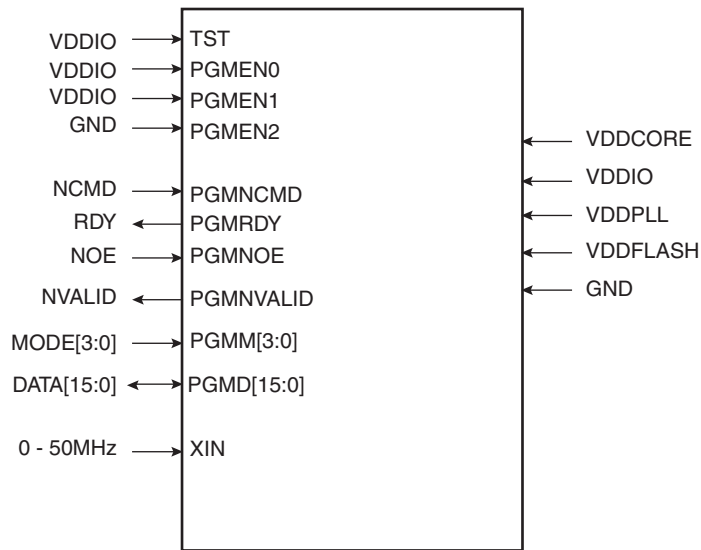 VDDIO TST
VDDIO PGMEN0
VDDIO PGMEN1
GND PGMEN2
VDDCORE
VDDIO
NCMD PGMNCMD
RDY PGMRDY
VDDPLL
NOE PGMNOE
VDDFLASH
NVALID PGMNVALID
GND
MODE[3:0] PGMM[3:0]
DATA[15:0] PGMD[15:0]
0 - 50MHz XIN